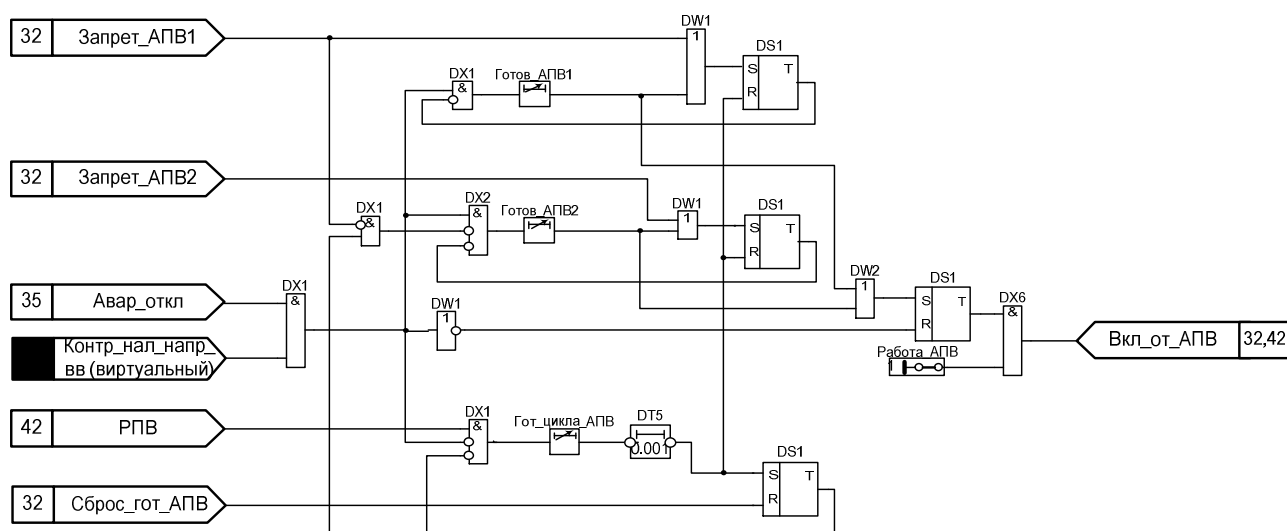 32 Запрет_АПВ1
DW1
1
DS1
S T
R
DX1
&
Готов_АПВ1
32 Запрет_АПВ2
DX1
&
DX2
&
Готов_АПВ2
DW1
1
DS1
S T
R
35 Авар_откл
DX1
&
DW1
1
DW2
1
DS1
S T
R
DX6
&
Контр_нал_напр_
вв (виртуальный)
Вкл_от_АПВ 32,42
Работа_АПВ
1
42 РПВ
DX1
&
Гот_цикла_АПВ
DT5
0.001
DS1
S T
R
32 Сброс_гот_АПВ